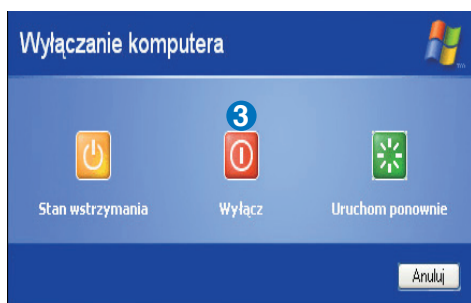 Wyłączanie komputera
3
Stan wstrzymania
Wyłącz
Uruchom ponownie
Anuluj